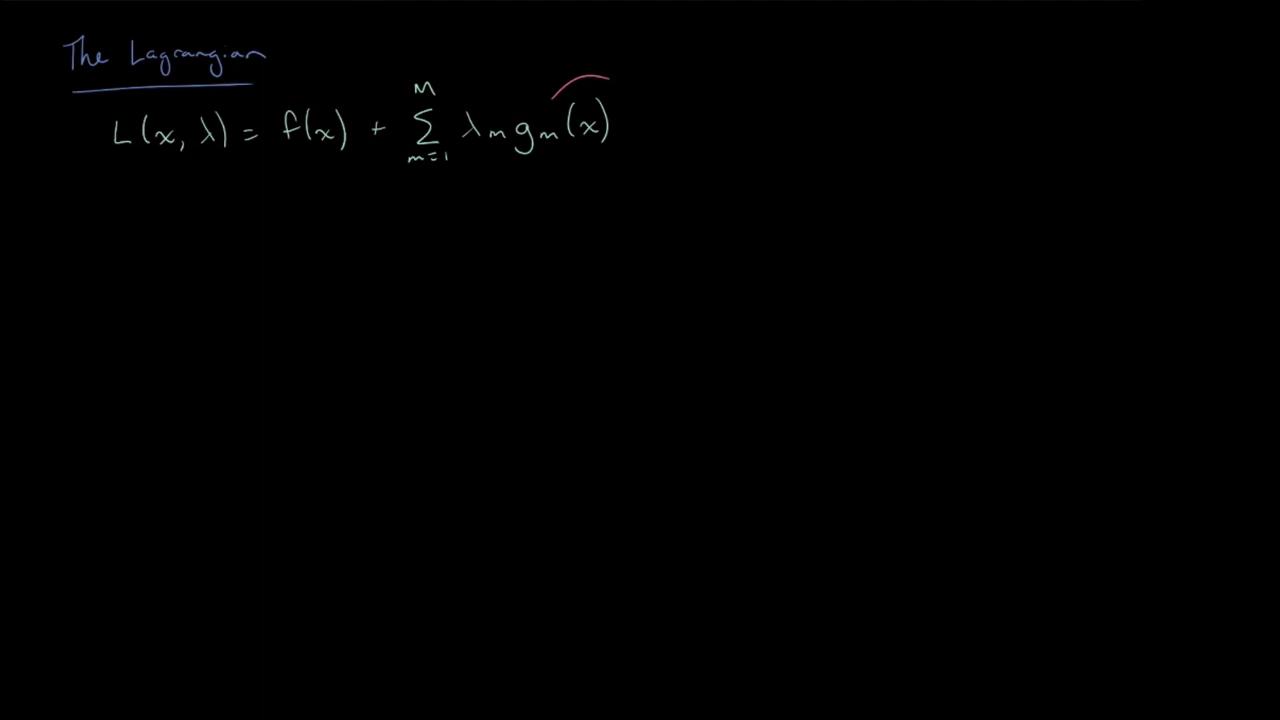 The Lagrangian
L(x, λ) = f(x) + ∑_{m=1}^{M} λ_m g_m(x)